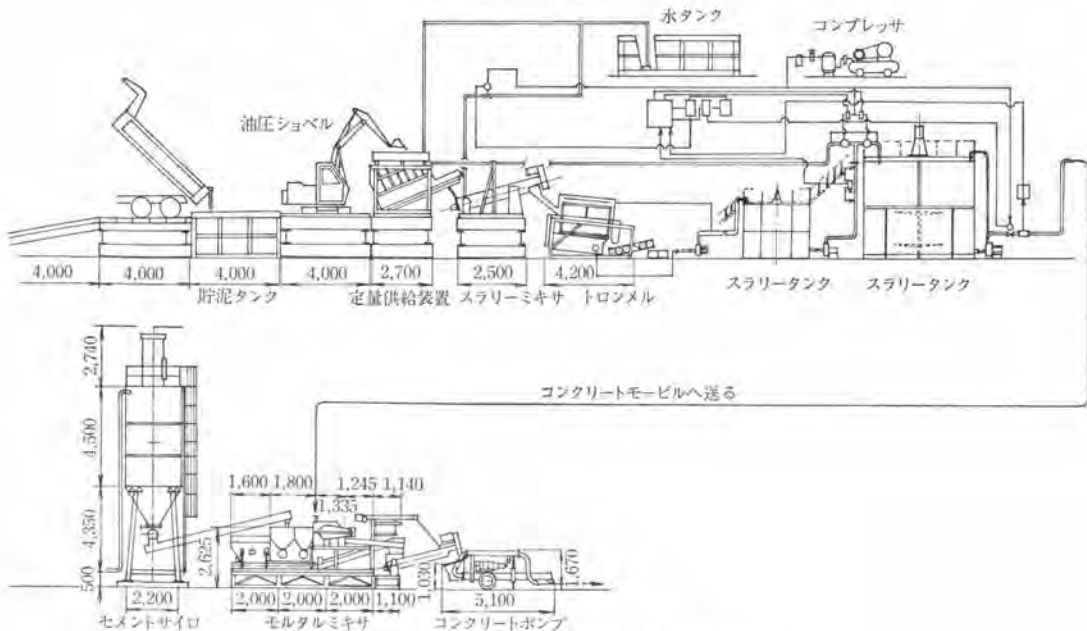 水タンク
コンプレッサ
油圧ショベル
4,000
4,600
4,000
4,000
2,700
2,500
4,200
貯泥タンク
定量供給装置
スラリーミキサ
トロンメル
スラリータンク
スラリータンク
コンクリートモービルへ送る
2,740
4,500
4,350
500
2,200
セメントサイロ
1,600
1,800
1,245
1,140
1,335
2,625
2,000
2,000
2,000
1,100
モルタルミキサ
1,030
1,670
5,100
コンクリートポンプ